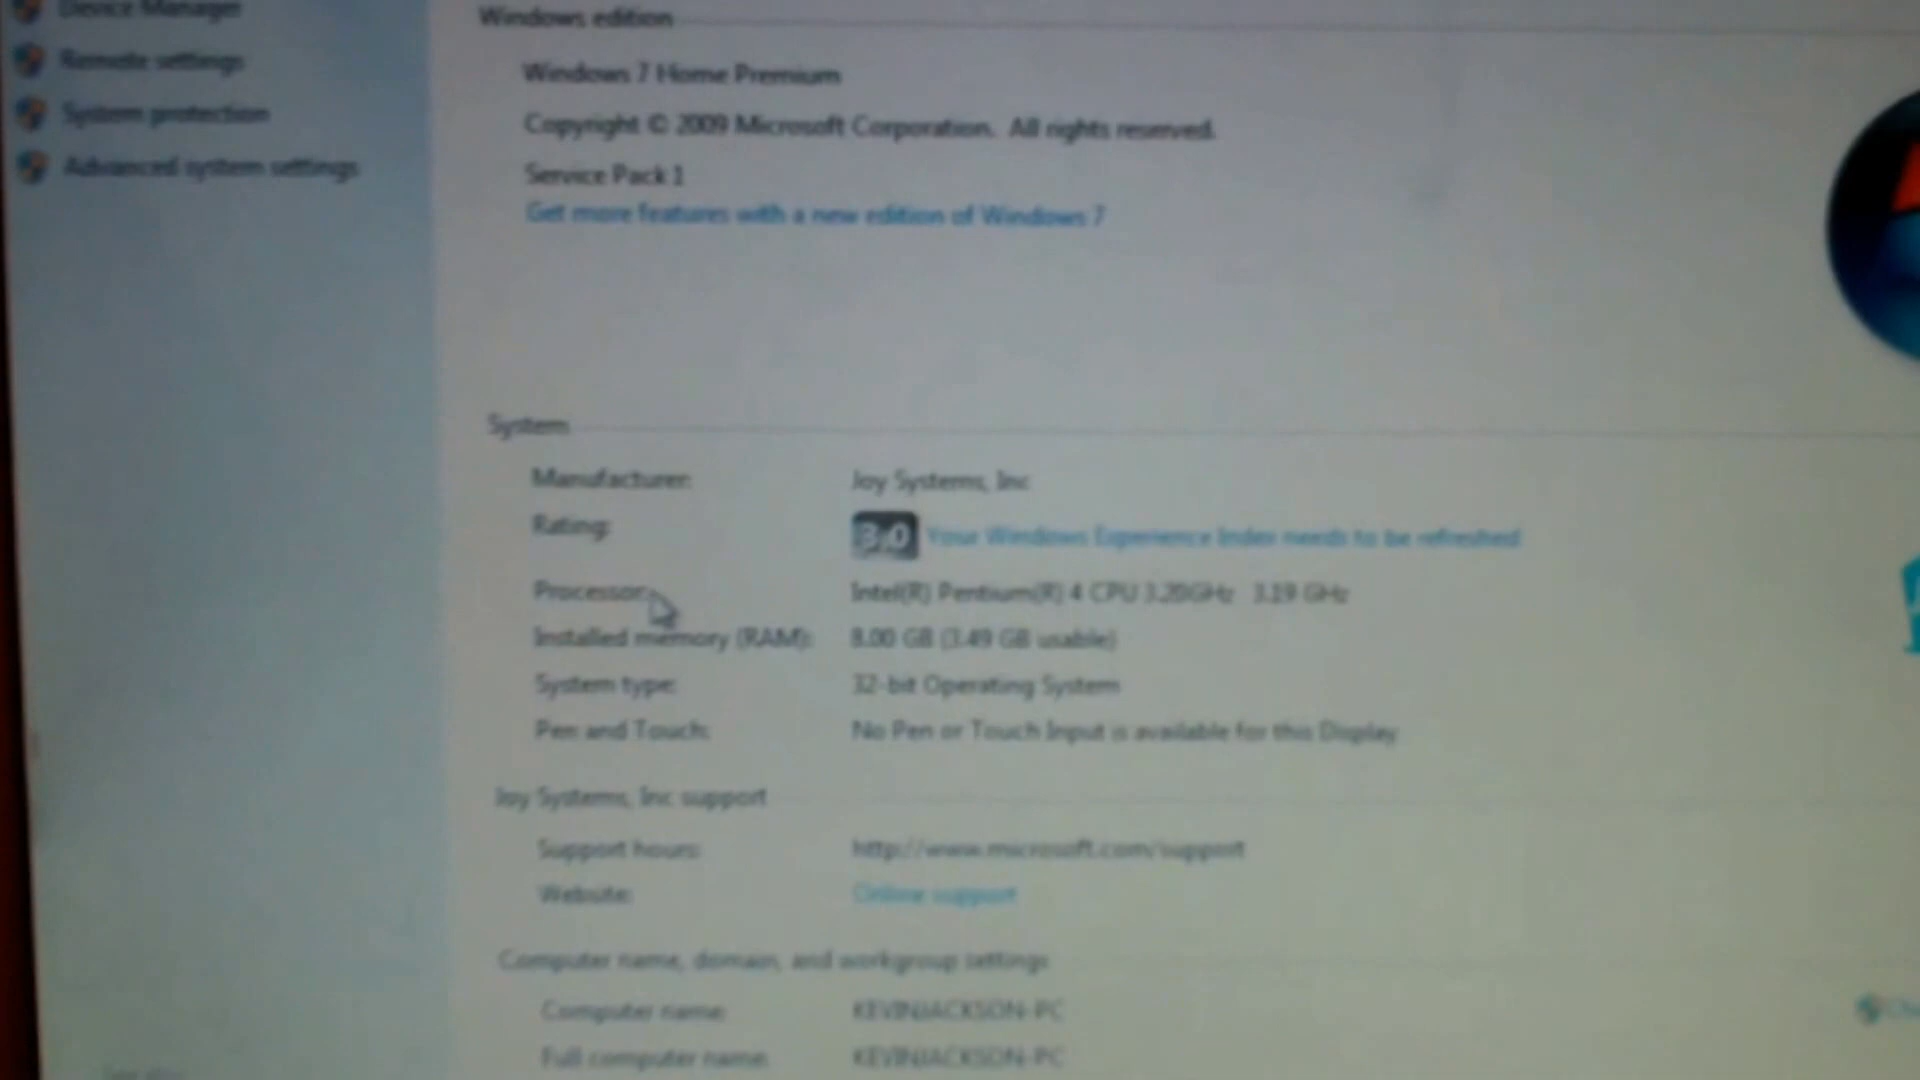 Device Manager
Remote settings
System protection
Advanced system settings
Windows edition
Windows 7 Home Premium
Copyright © 2009 Microsoft Corporation. All rights reserved.
Service Pack 1
Get more features with a new edition of Windows 7
System
Manufacturer: Joy Systems, Inc
Rating: 3.0 Your Windows Experience Index needs to be refreshed
Processor: Intel(R) Pentium(R) 4 CPU 3.20GHz 3.19 GHz
Installed memory (RAM): 8.00 GB (3.49 GB usable)
System type: 32-bit Operating System
Pen and Touch: No Pen or Touch Input is available for this Display
Joy Systems, Inc support
Support hours: http://www.microsoft.com/support
Website: Online support
Computer name, domain, and workgroup settings
Computer name: KEVINJACKSON-PC
Full computer name: KEVINJACKSON-PC
See also